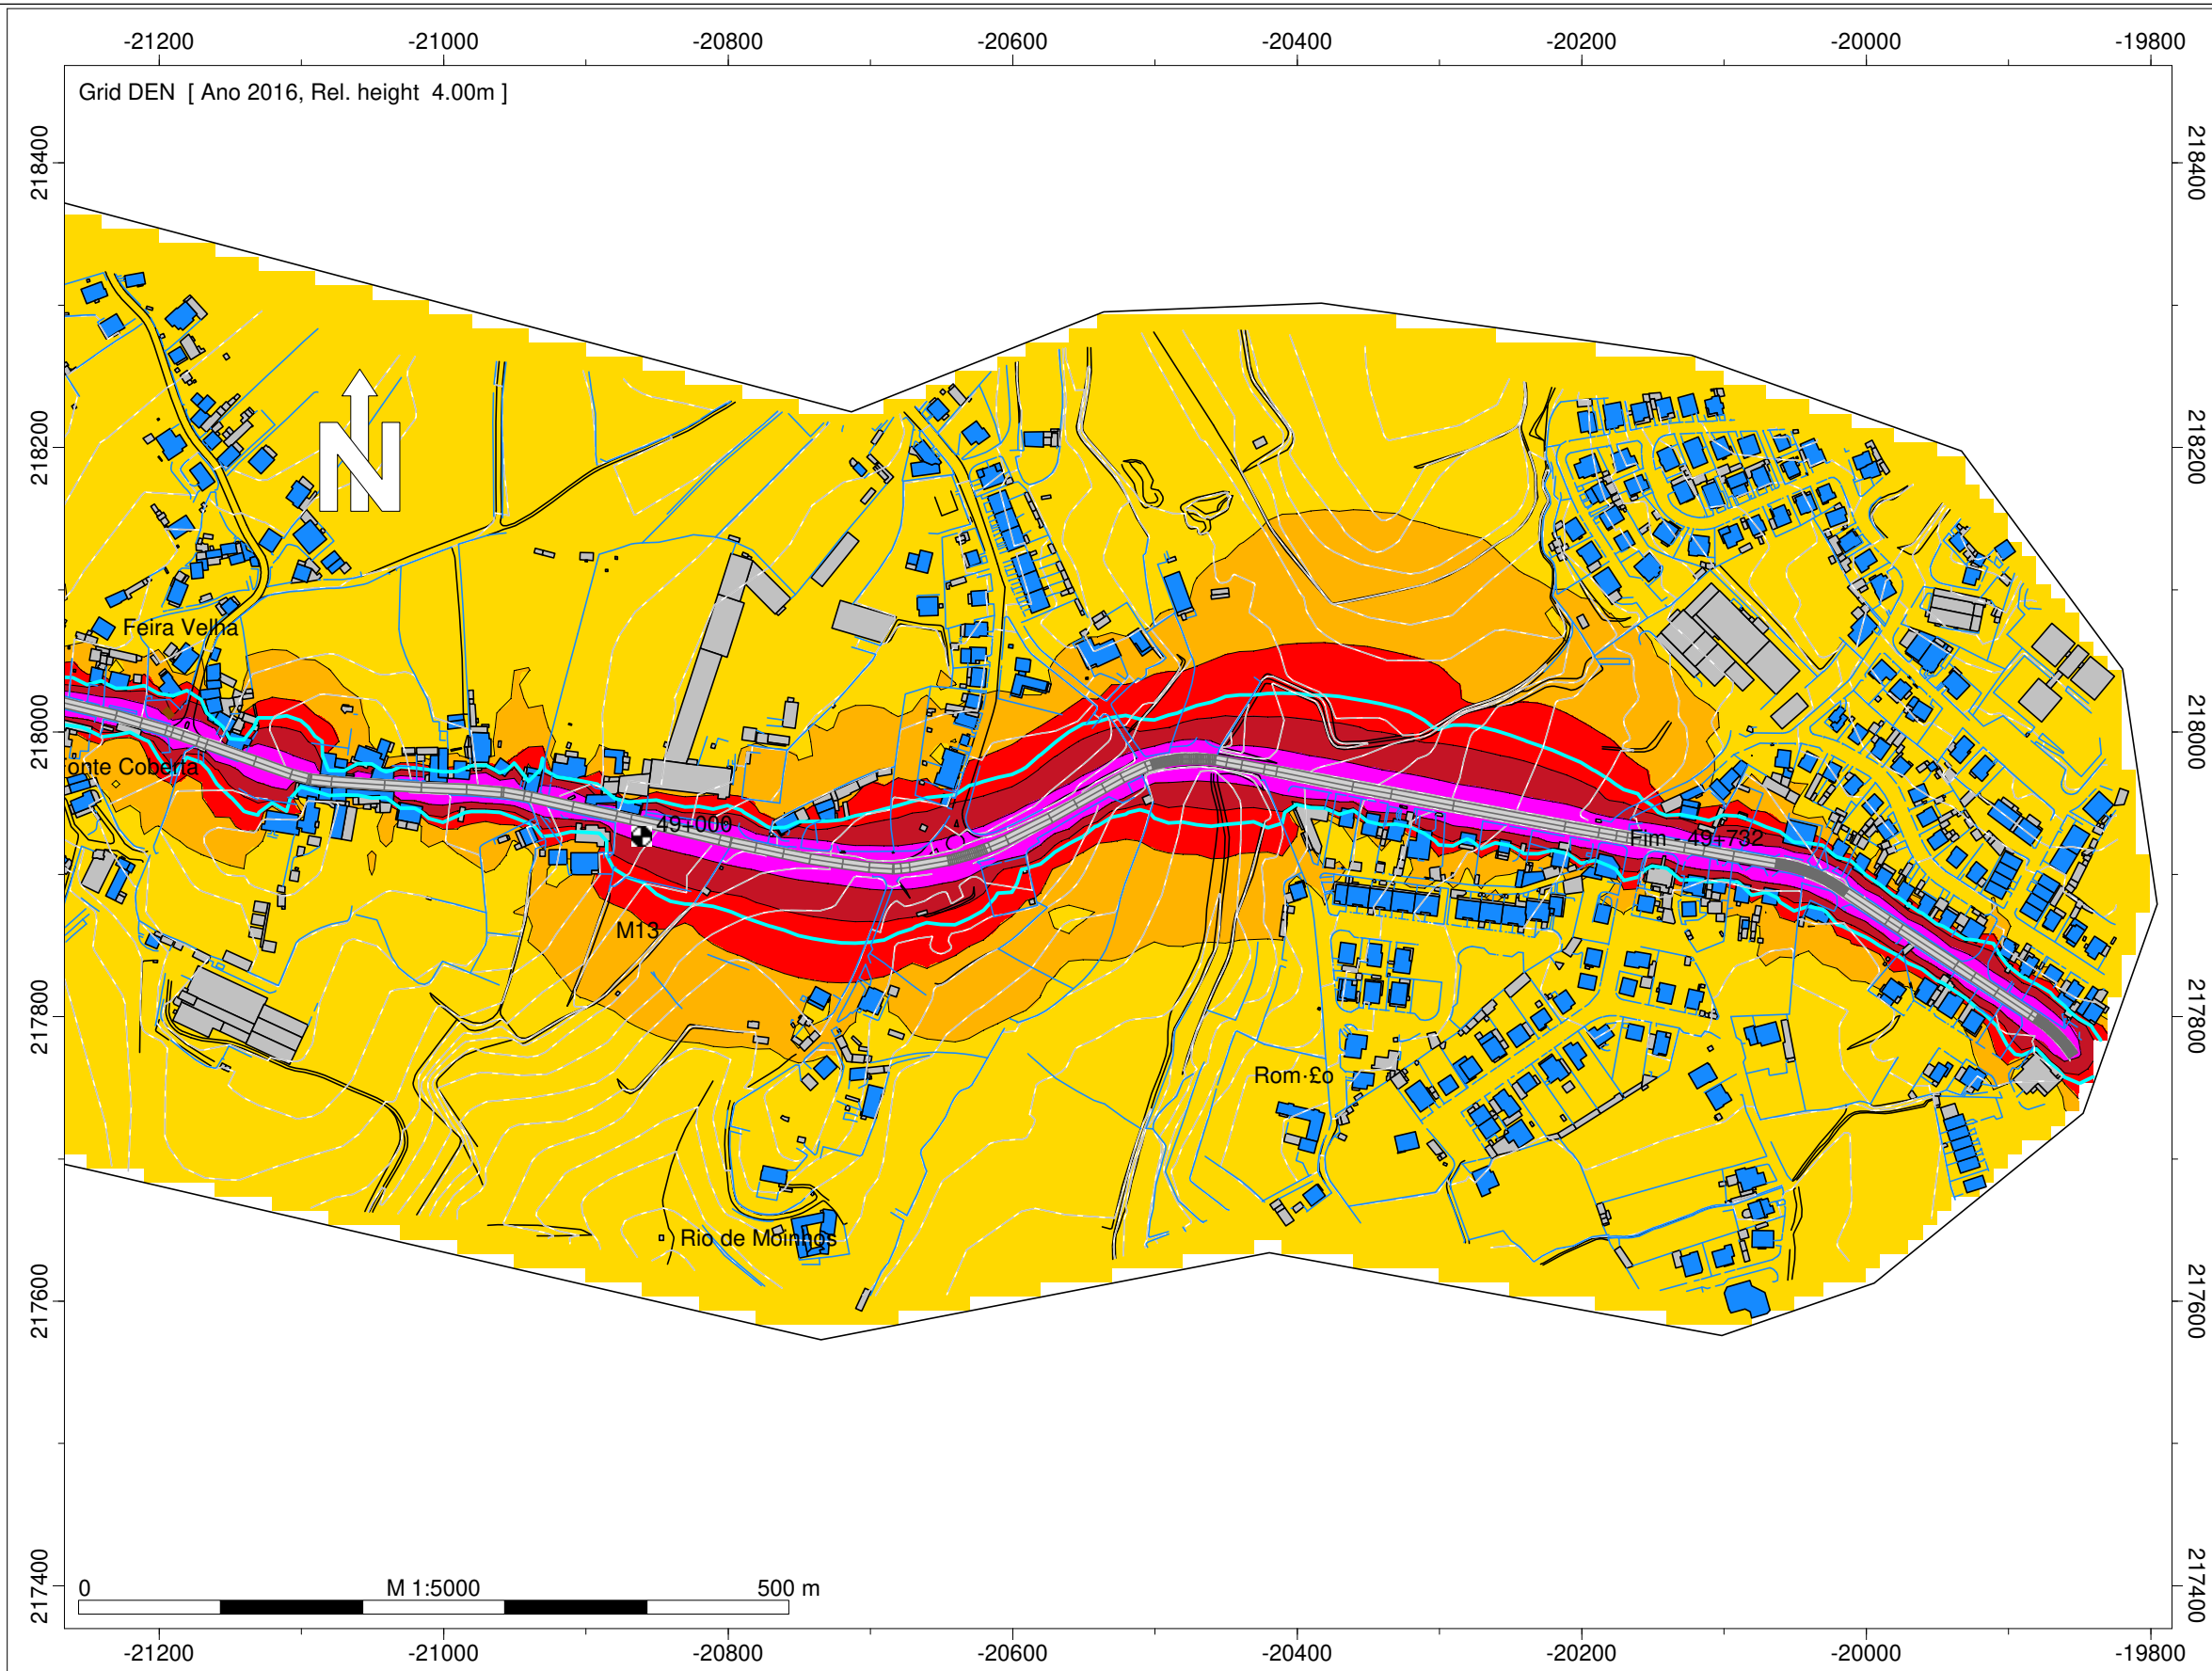 -21200 -21000 -20800 -20600 -20400 -20200 -20000 -19800
Grid DEN [ Ano 2016, Rel. height 4.00m ]
218400 218400
N
218200 218200
Feira Velha
218000 218000
onte Coberta
49+000
Fim - 49+732
M13
217800 217800
Rom·£o
Rio de Moinhos
217600 217600
217400 217400
0 M 1:5000 500 m
-21200 -21000 -20800 -20600 -20400 -20200 -20000 -19800